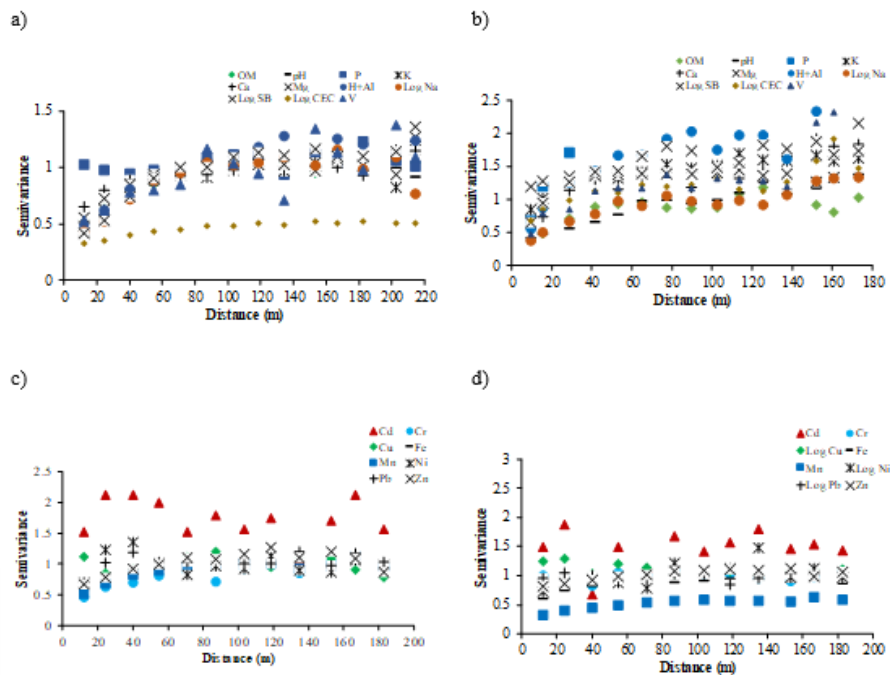 a)
OM pH P K
Ca Mg H+Al Log Na
Log SB Log CEC V
1.5
1
0.5
0
Semivariance
0 20 40 60 80 100 120 140 160 180 200 220
Distance (m)
b)
OM pH P K
Ca Mg H+Al Log Na
Log SB Log CEC V
2.5
2
1.5
1
0.5
0
Semivariance
0 20 40 60 80 100 120 140 160 180
Distance (m)
c)
Cd Cr
Cu Fe
Mn Ni
Pb Zn
2.5
2
1.5
1
0.5
0
Semivariance
0 20 40 60 80 100 120 140 160 180 200
Distance (m)
d)
Cd Cr
Log Cu Fe
Mn Log Ni
Log Pb Zn
3
2.5
2
1.5
1
0.5
0
Semivariance
0 20 40 60 80 100 120 140 160 180 200
Distance (m)